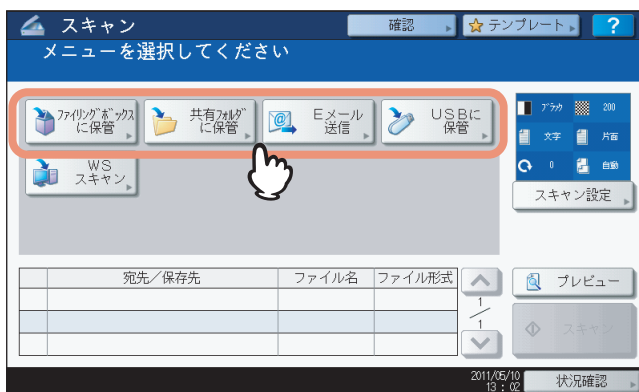 スキャン
確認
テンプレート
?
メニューを選択してください
ファイリングボックス
に保管
共有フォルダ
に保管
Eメール
送信
USBに
保管
WS
スキャン
ブラック
200
文字
片面
0
自動
スキャン設定
宛先／保存先
ファイル名
ファイル形式
1
1
プレビュー
スキャン
2011/05/10
13 : 02
状況確認